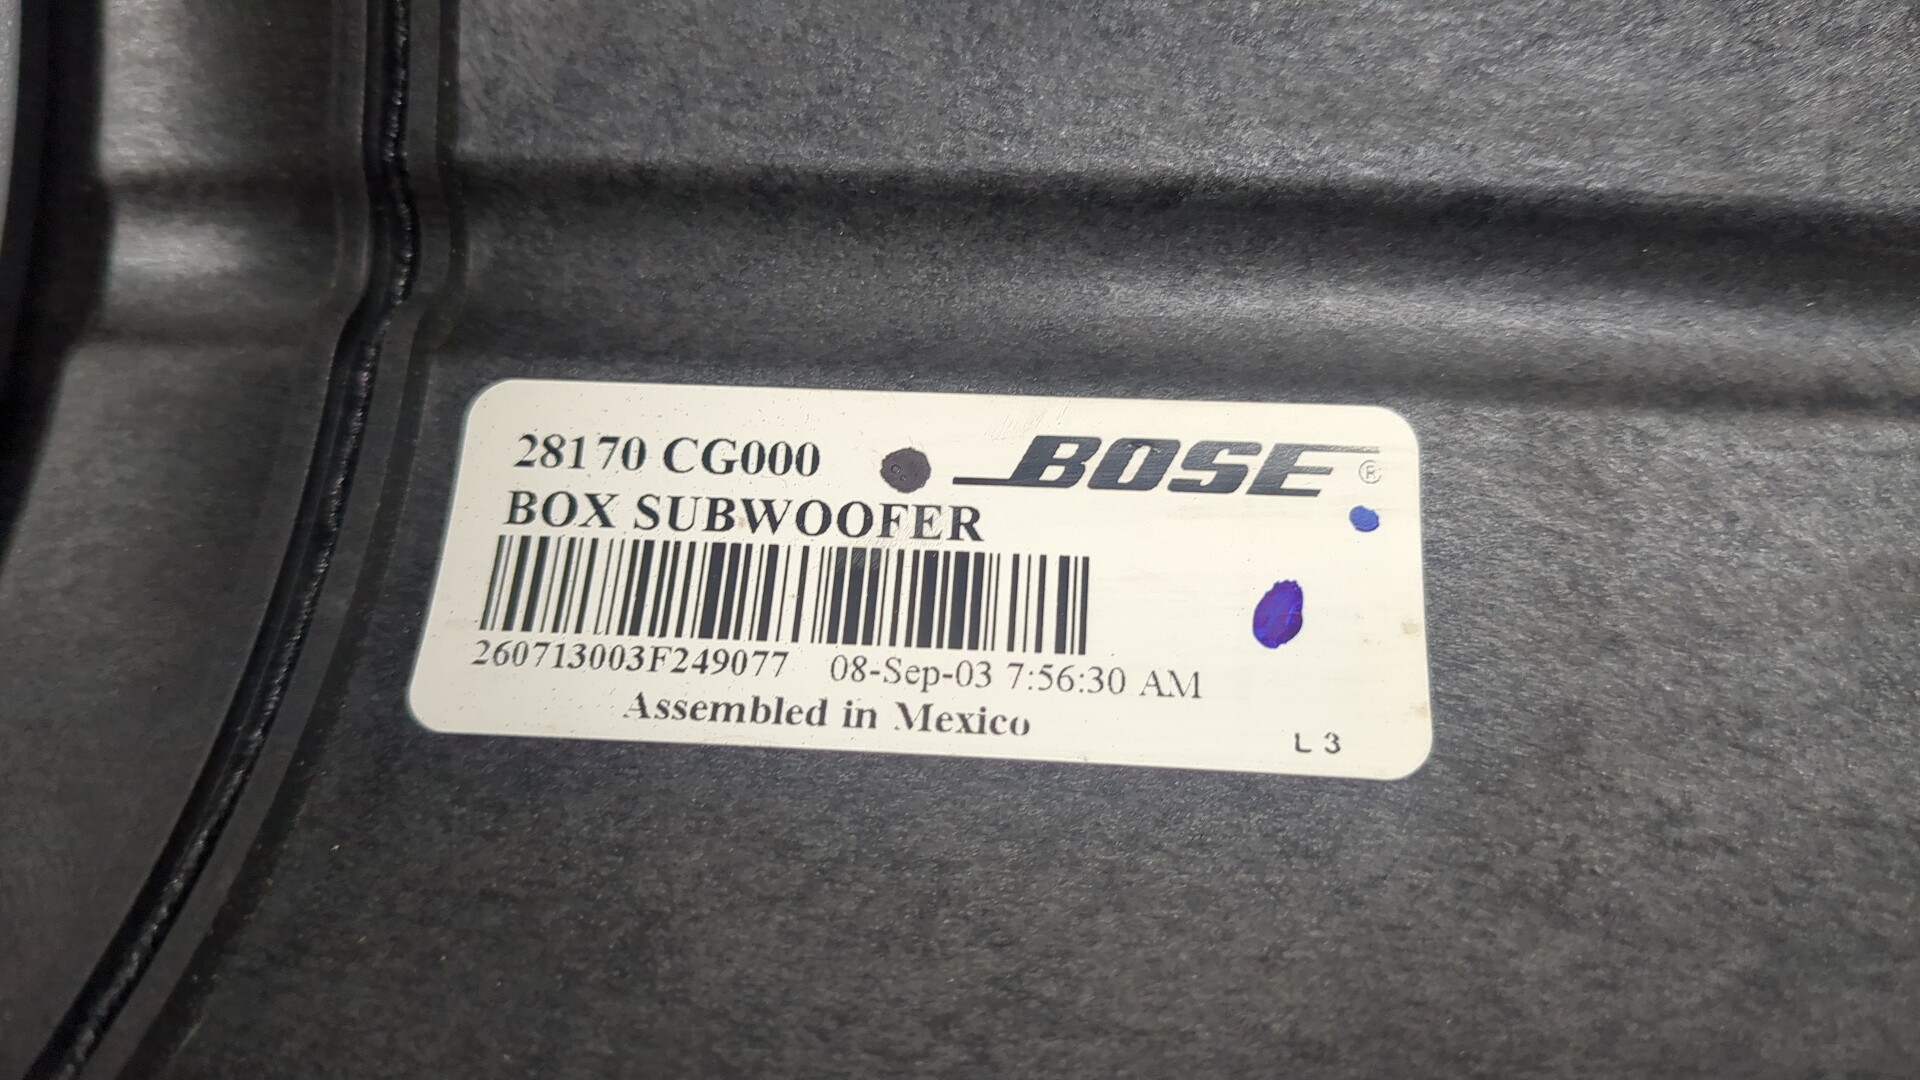 28170 CG000 BOSE®
BOX SUBWOOFER
260713003F249077 08-Sep-03 7:56:30 AM
Assembled in Mexico
L 3